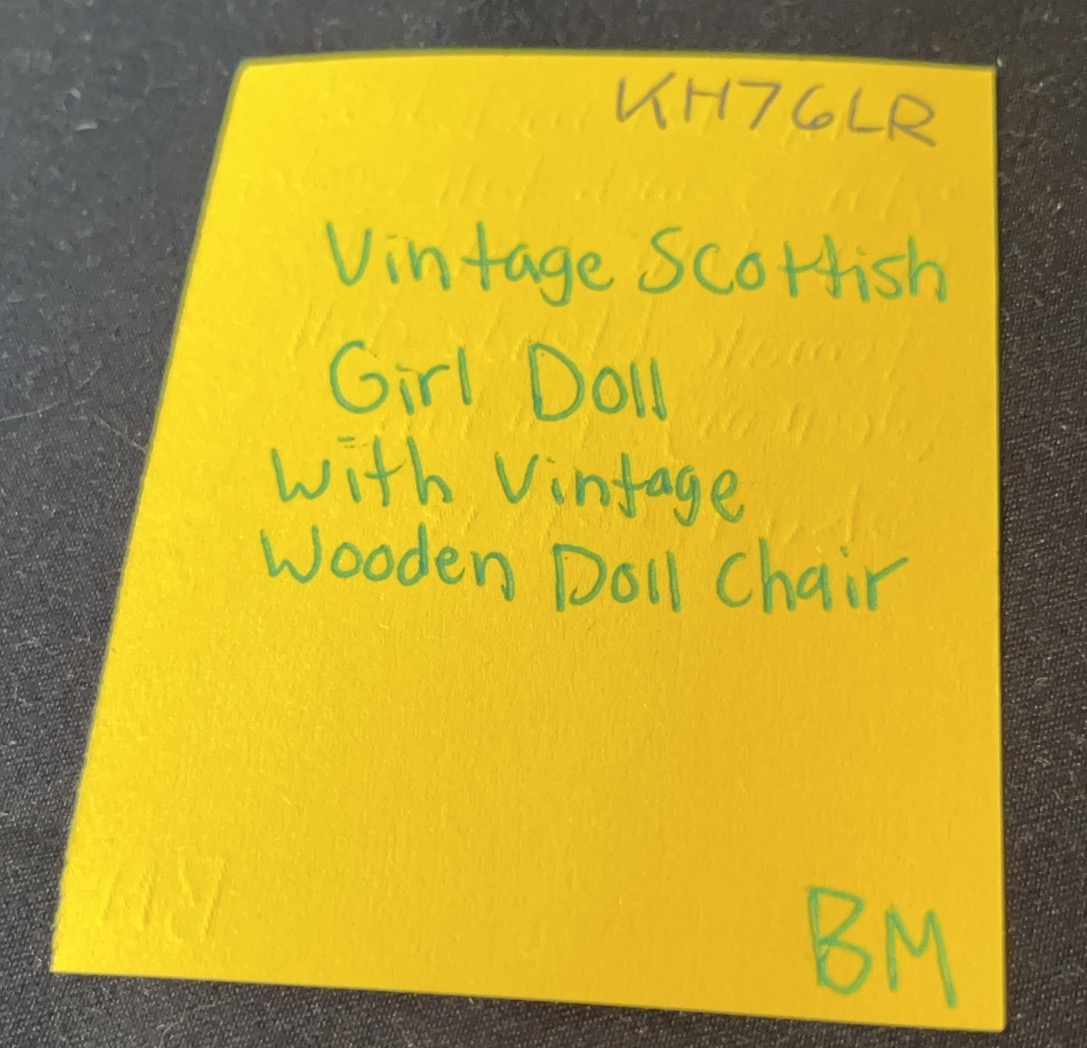 KH76LR
Vintage Scottish
Girl Doll
With Vintage
Wooden Doll Chair
BM